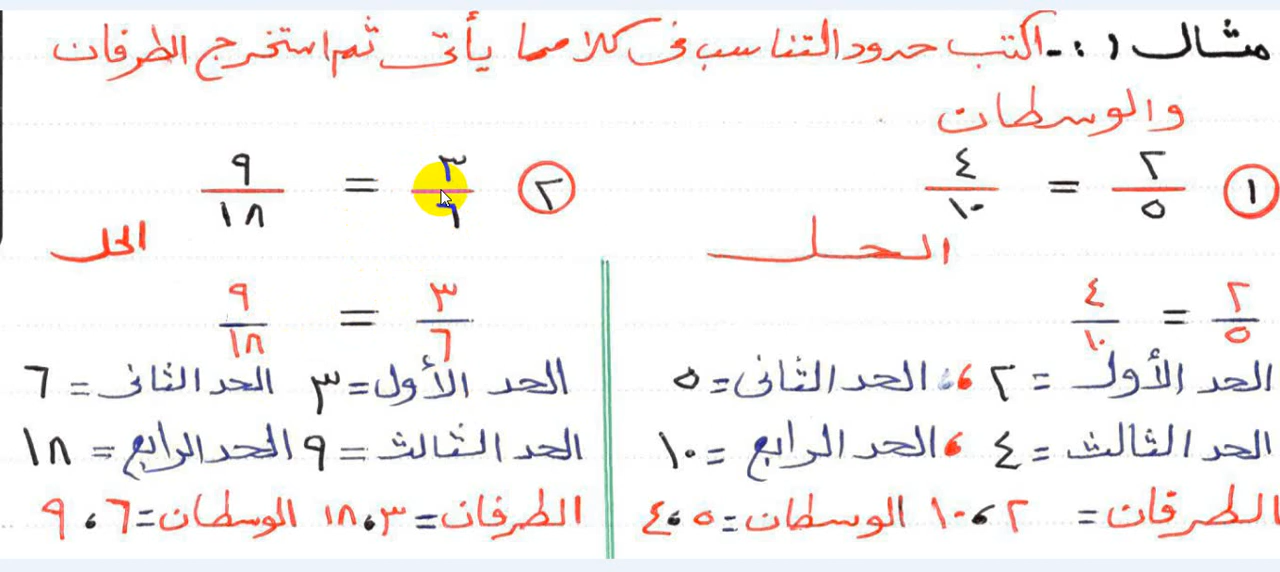 مثال ١ :- اكتب حدود التناسب فى كلا مما يأتى ثم استخرج الطرفان
والوسطان
① ٢/٥ = ٤/١٠
② ٣/٦ = ٩/١٨
الحل
٢/٥ = ٤/١٠
الحد الأول = ٢ ، الحد الثانى = ٥
الحد الثالث = ٤ ، الحد الرابع = ١٠
الطرفان = ٢ ، ١٠ الوسطان = ٥ ، ٤
الحل
٣/٦ = ٩/١٨
الحد الأول = ٣ الحد الثانى = ٦
الحد الثالث = ٩ الحد الرابع = ١٨
الطرفان = ٣ ، ١٨ الوسطان = ٦ ، ٩